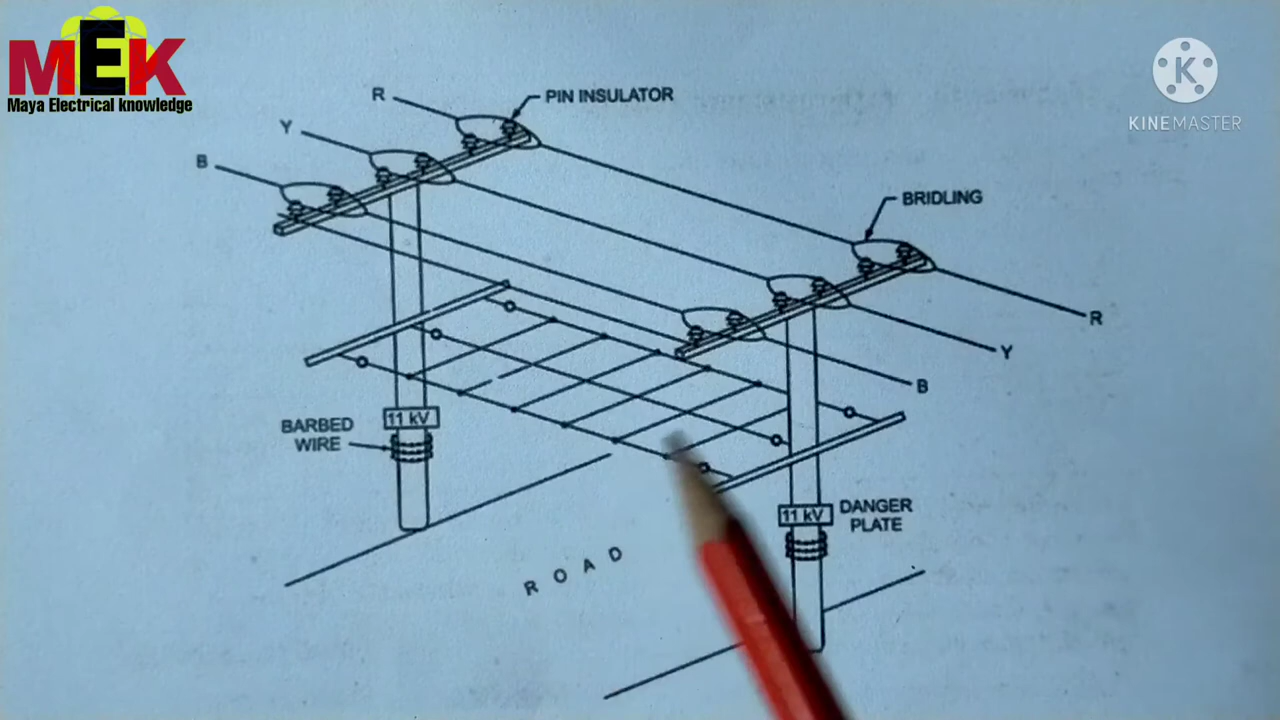 MEK
Maya Electrical knowledge
K
KINEMASTER
R
PIN INSULATOR
Y
B
BRIDLING
R
Y
B
BARBED
WIRE
11 kV
11 kV
DANGER
PLATE
ROAD